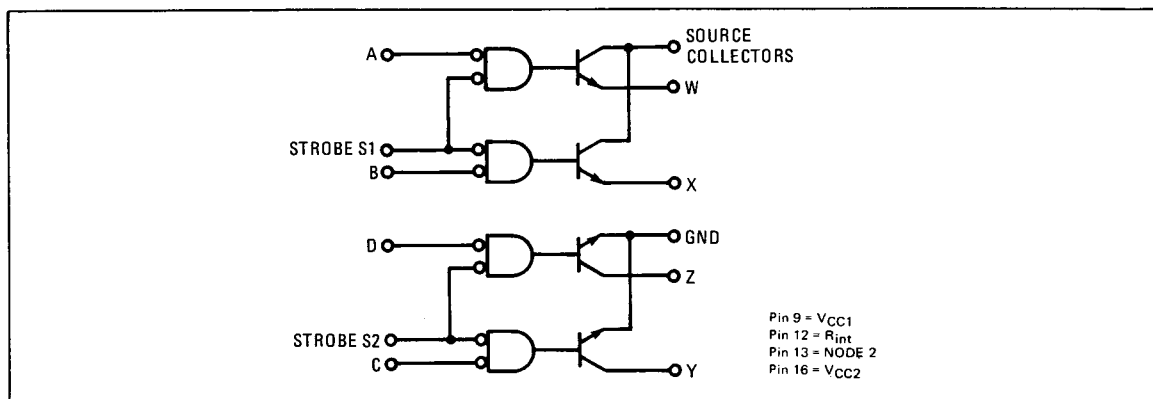 SOURCE
COLLECTORS
A
W
STROBE S1
B
X
D
GND
Z
STROBE S2
C
Y
Pin 9 = VCC1
Pin 12 = Rint
Pin 13 = NODE 2
Pin 16 = VCC2